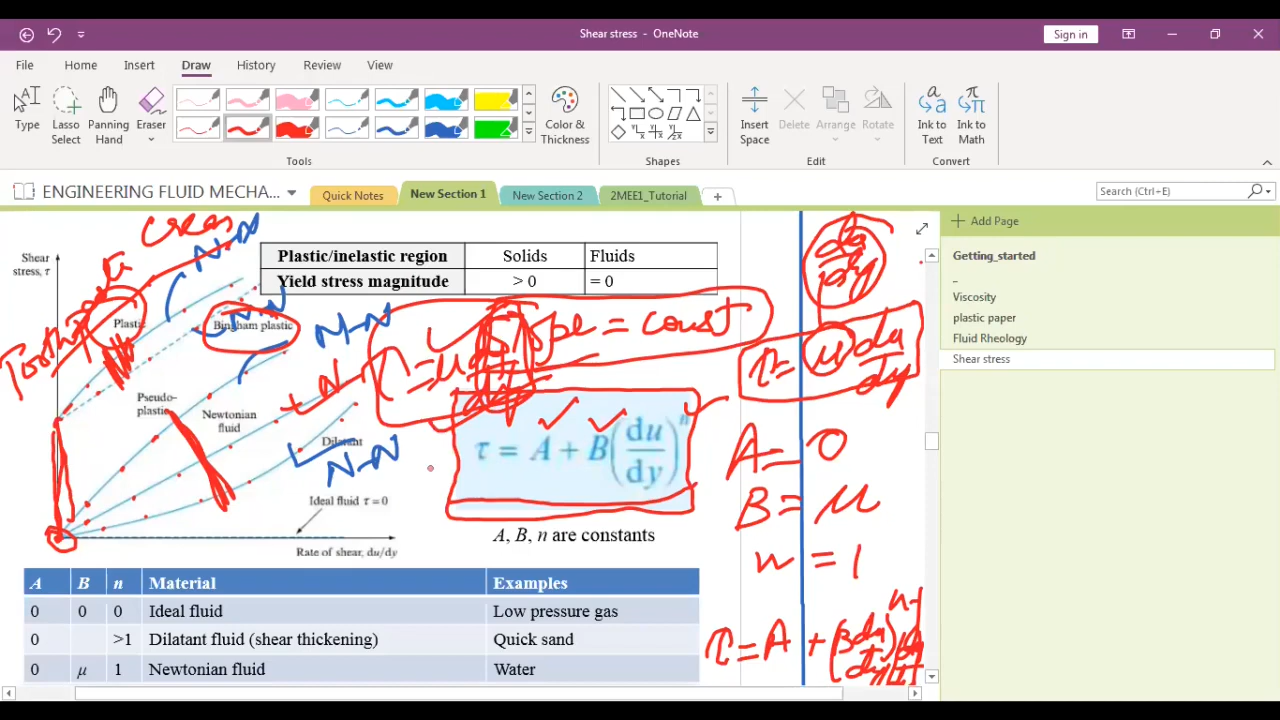 Shear stress - OneNote
Sign in
File Home Insert Draw History Review View
Type
Lasso Select
Panning Hand
Eraser
Color & Thickness
Insert Space
Delete
Arrange
Rotate
Ink to Text
Ink to Math
Tools
Shapes
Edit
Convert
ENGINEERING FLUID MECHA...
Quick Notes
New Section 1
New Section 2
2MEE1_Tutorial
Search (Ctrl+E)
Add Page
Getting_started
_
Viscosity
plastic paper
Fluid Rheology
Shear stress
Shear stress, τ
N-N
Plastic/inelastic region Solids Fluids
Yield stress magnitude > 0 = 0
du/dy
Plastic
Bingham plastic
N-N
N-N
= const
τ = μ du/dy
Pseudo-plastic
Newtonian fluid
N
Dilatant
N-N
τ = A + B(du/dy)ⁿ
A = 0
B = μ
n = 1
Ideal fluid τ = 0
Rate of shear, du/dy
A, B, n are constants
A B n Material Examples
0 0 0 Ideal fluid Low pressure gas
0 >1 Dilatant fluid (shear thickening) Quick sand
0 μ 1 Newtonian fluid Water
τ = A + (B du/dy)